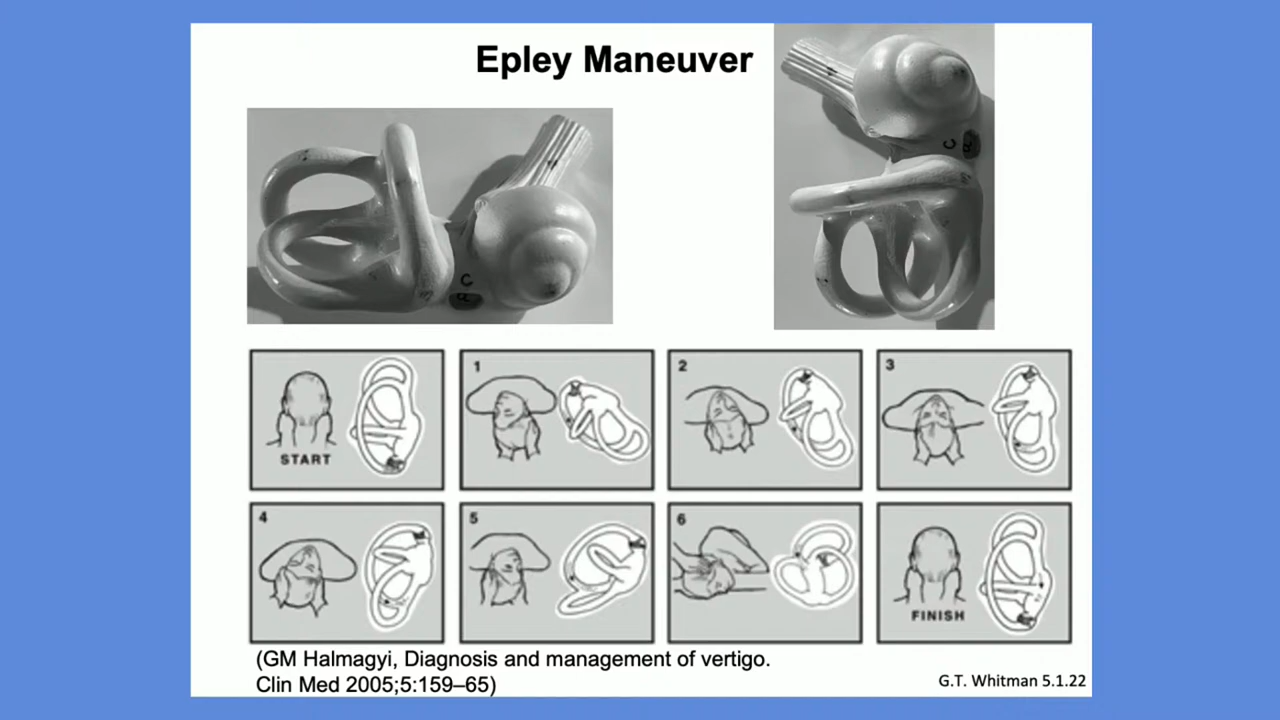 Epley Maneuver
C
C
START
1
2
3
4
5
6
FINISH
(GM Halmagyi, Diagnosis and management of vertigo.
Clin Med 2005;5:159–65)
G.T. Whitman 5.1.22